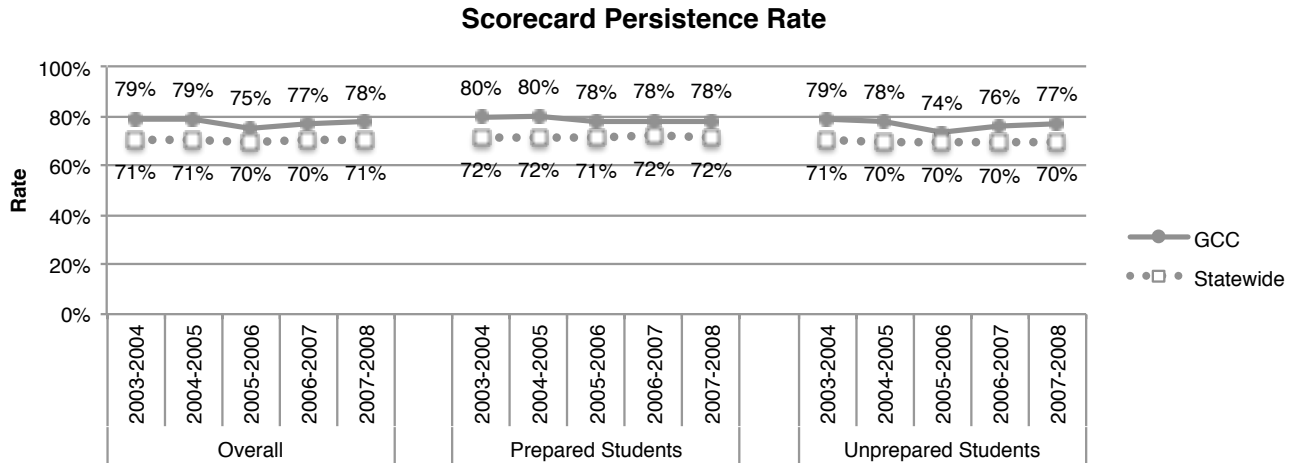 Scorecard Persistence Rate
100%
80%
60%
40%
20%
0%
Rate
79% 79% 75% 77% 78%
71% 71% 70% 70% 71%
80% 80% 78% 78% 78%
72% 72% 71% 72% 72%
79% 78% 74% 76% 77%
71% 70% 70% 70% 70%
GCC
Statewide
2003-2004
2004-2005
2005-2006
2006-2007
2007-2008
2003-2004
2004-2005
2005-2006
2006-2007
2007-2008
2003-2004
2004-2005
2005-2006
2006-2007
2007-2008
Overall
Prepared Students
Unprepared Students